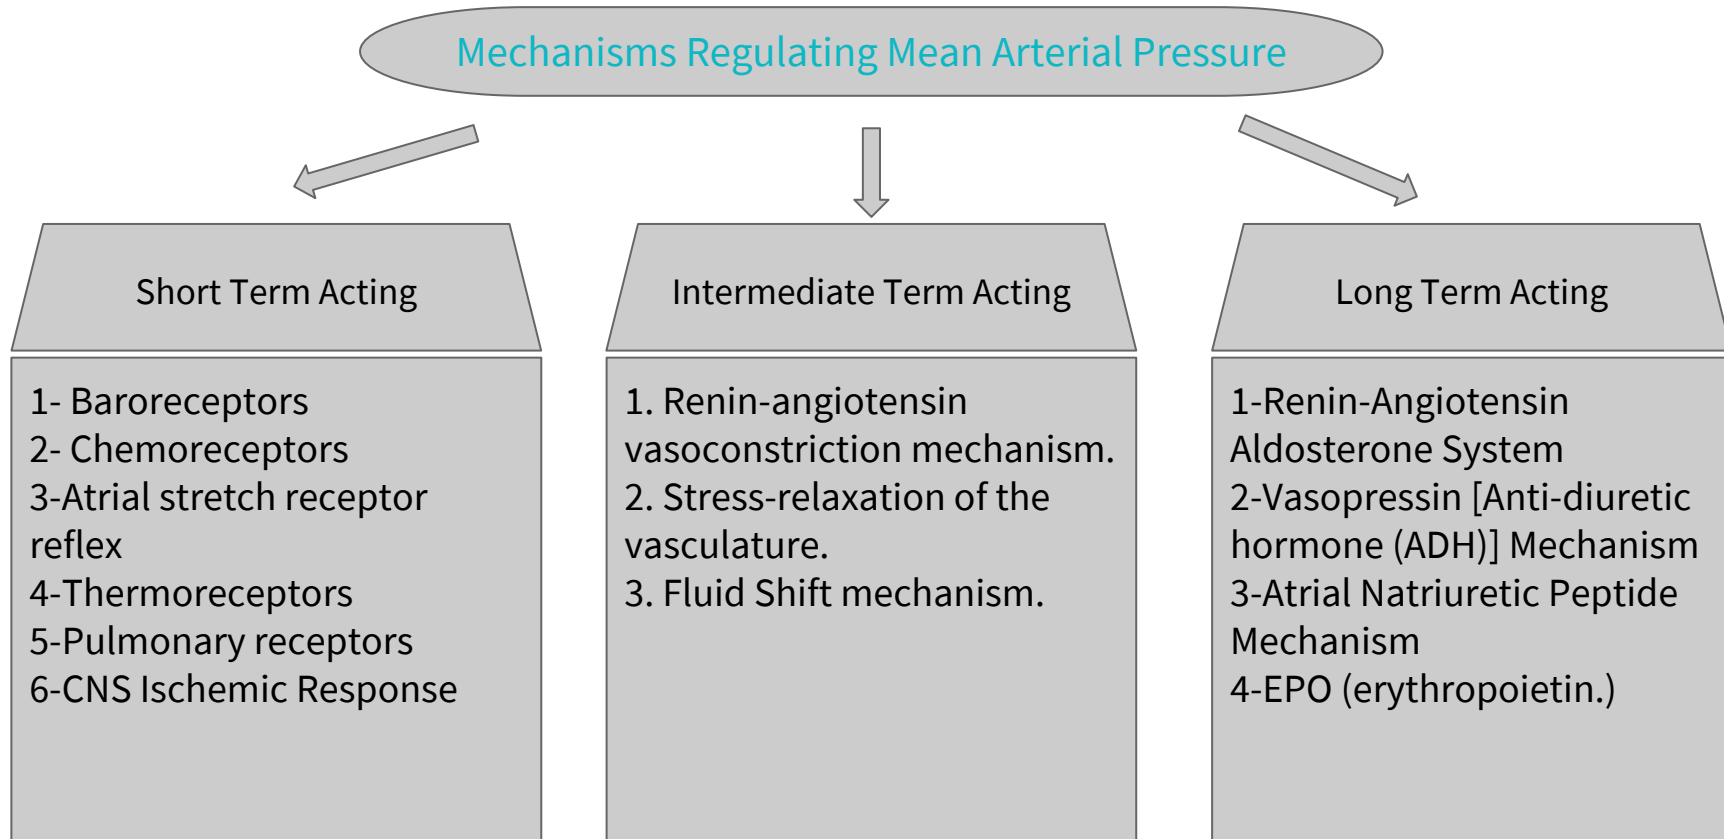 Mechanisms Regulating Mean Arterial Pressure
Short Term Acting
1- Baroreceptors
2- Chemoreceptors
3-Atrial stretch receptor
reflex
4-Thermoreceptors
5-Pulmonary receptors
6-CNS Ischemic Response
Intermediate Term Acting
1. Renin-angiotensin
vasoconstriction mechanism.
2. Stress-relaxation of the
vasculature.
3. Fluid Shift mechanism.
Long Term Acting
1-Renin-Angiotensin
Aldosterone System
2-Vasopressin [Anti-diuretic
hormone (ADH)] Mechanism
3-Atrial Natriuretic Peptide
Mechanism
4-EPO (erythropoietin.)